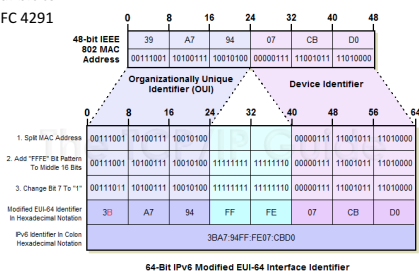 FC 4291
0 8 16 24 32 40 48
48-bit IEEE
802 MAC
Address
39 A7 94 07 CB D0
00111001 10100111 10010100 00000111 11001011 11010000
Organizationally Unique
Identifier (OUI)
Device Identifier
0 8 16 24 32 40 48 56 64
1. Split MAC Address
00111001 10100111 10010100 00000111 11001011 11010000
2. Add "FFFE" Bit Pattern
To Middle 16 Bits
00111001 10100111 10010100 11111111 11111110 00000111 11001011 11010000
3. Change Bit 7 To "1"
00111011 10100111 10010100 11111111 11111110 00000111 11001011 11010000
Modified EUI-64 Identifier
In Hexadecimal Notation
3B A7 94 FF FE 07 CB D0
IPv6 Identifier In Colon
Hexadecimal Notation
3BA7:94FF:FE07:CBD0
64-Bit IPv6 Modified EUI-64 Interface Identifier